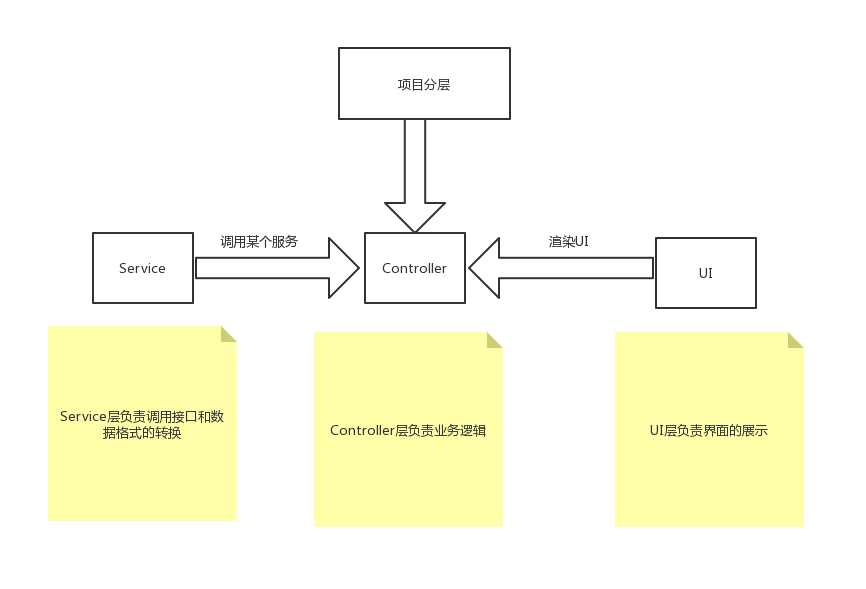 项目分层
调用某个服务
渲染UI
Service
Controller
UI
Service层负责调用接口和数
据格式的转换
Controller层负责业务逻辑
UI层负责界面的展示